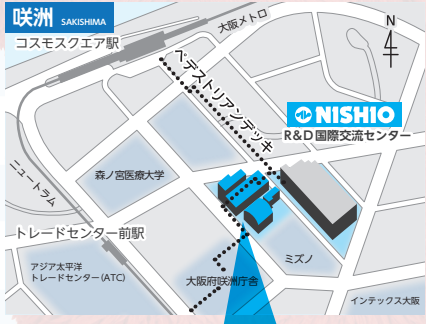 咲洲 SAKISHIMA
コスモスクエア駅
大阪メトロ
N
ペデストリアンデッキ
NISHIO
R&D国際交流センター
ニュートラム
森ノ宮医療大学
トレードセンター前駅
アジア太平洋
トレードセンター(ATC)
大阪府咲洲庁舎
ミズノ
インテックス大阪